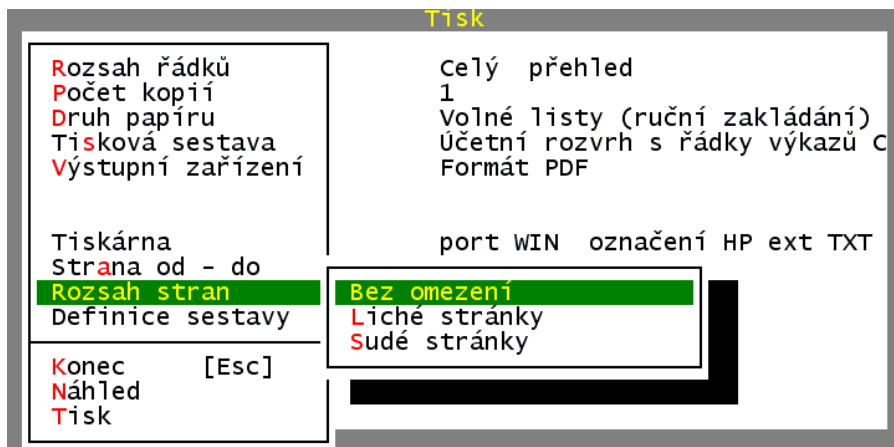 Tisk
Rozsah řádků Celý přehled
Počet kopií 1
Druh papíru Volné listy (ruční zakládání)
Tisková sestava Účetní rozvrh s řádky výkazů C
Výstupní zařízení Formát PDF
Tiskárna port WIN označení HP ext TXT
Strana od - do
Rozsah stran Bez omezení
Definice sestavy Liché stránky
Sudé stránky
Konec [Esc]
Náhled
Tisk